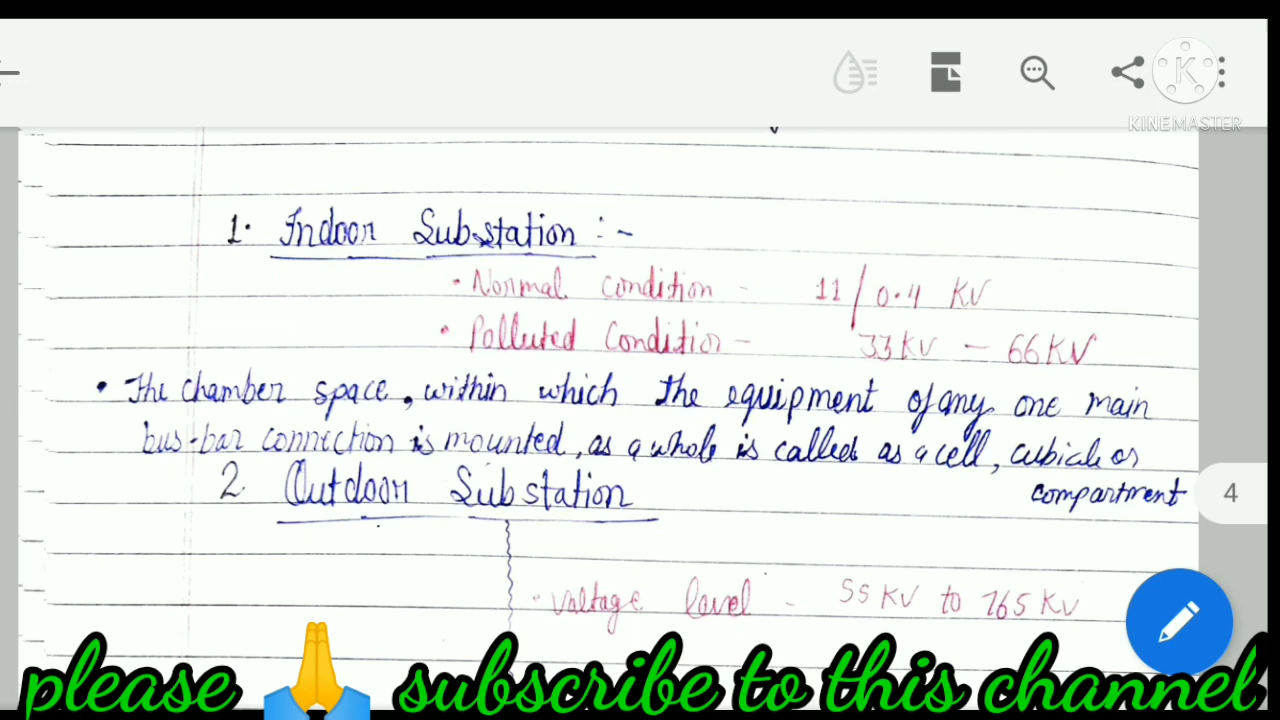 KINEMASTER
1. Indoor Substation :-
• Normal condition - 11/0.4 KV
• Polluted Condition - 33KV - 66KV
• The chamber space, within which the equipment of any one main
bus-bar connection is mounted, as a whole is called as a cell, cubicle or
compartment
2. Outdoor Substation
4
• Voltage level - 55 KV to 765 KV
please 🙏 subscribe to this channel